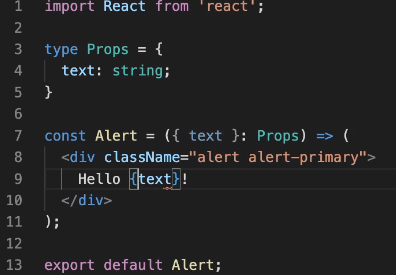 1 import React from 'react';
2
3 type Props = {
4   text: string;
5 }
6
7 const Alert = ({ text }: Props) => (
8   <div className="alert alert-primary">
9     Hello {text}!
10   </div>
11 );
12
13 export default Alert;